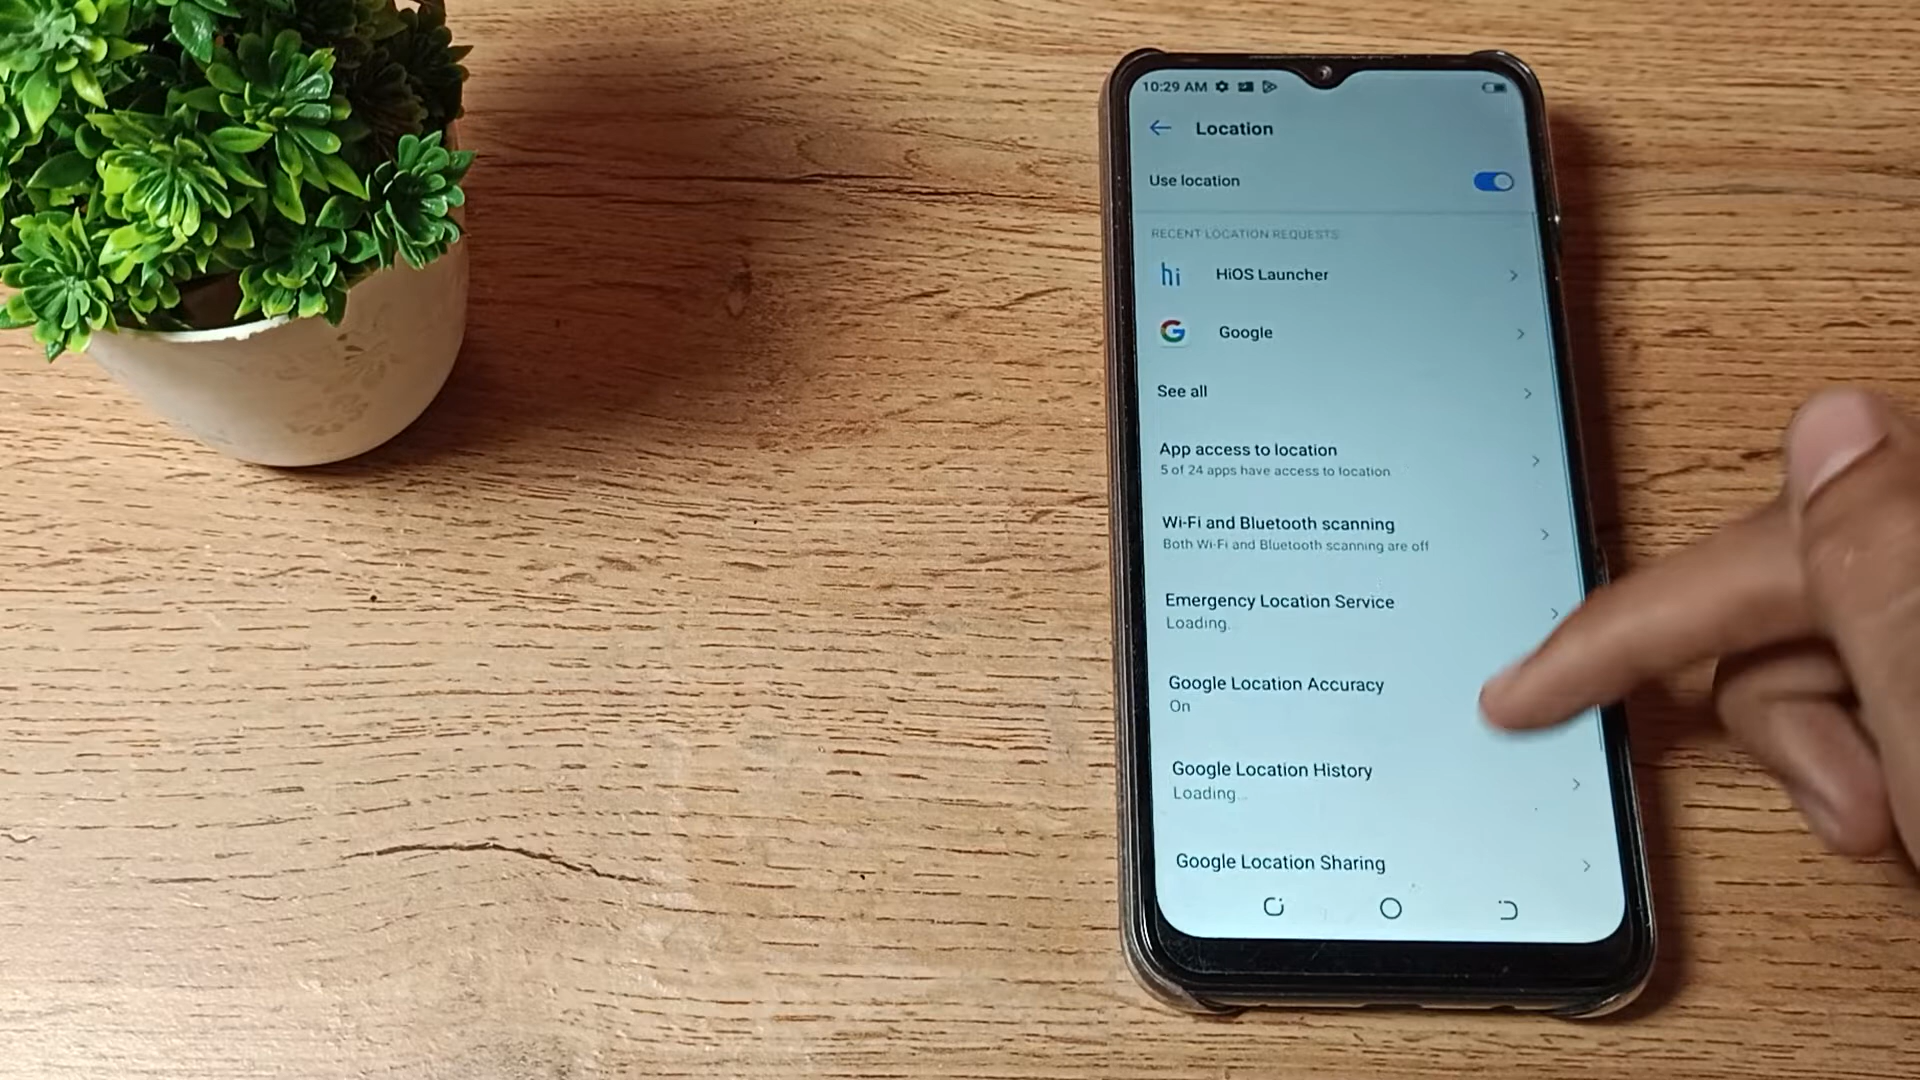 10:29 AM
Location
Use location
RECENT LOCATION REQUESTS
hi HiOS Launcher
G Google
See all
App access to location
5 of 24 apps have access to location
Wi-Fi and Bluetooth scanning
Both Wi-Fi and Bluetooth scanning are off
Emergency Location Service
Loading...
Google Location Accuracy
On
Google Location History
Loading...
Google Location Sharing